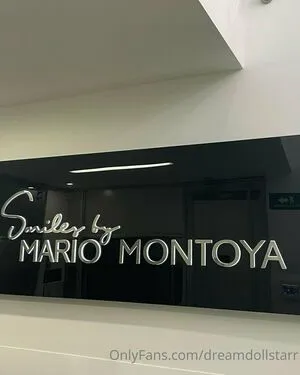 Smiles by
MARIO MONTOYA
OnlyFans.com/dreamdollstarr